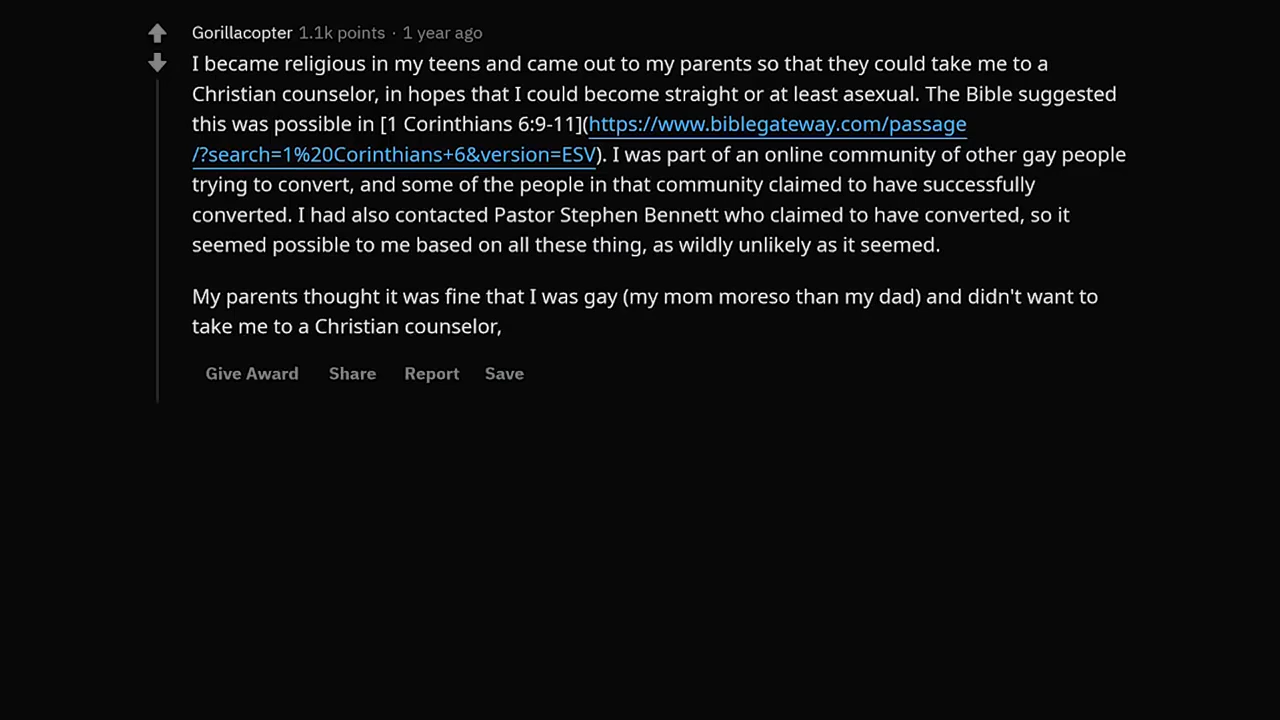 Gorillacopter 1.1k points · 1 year ago
I became religious in my teens and came out to my parents so that they could take me to a
Christian counselor, in hopes that I could become straight or at least asexual. The Bible suggested
this was possible in [1 Corinthians 6:9-11](https://www.biblegateway.com/passage
/?search=1%20Corinthians+6&version=ESV). I was part of an online community of other gay people
trying to convert, and some of the people in that community claimed to have successfully
converted. I had also contacted Pastor Stephen Bennett who claimed to have converted, so it
seemed possible to me based on all these thing, as wildly unlikely as it seemed.
My parents thought it was fine that I was gay (my mom moreso than my dad) and didn't want to
take me to a Christian counselor,
Give Award Share Report Save